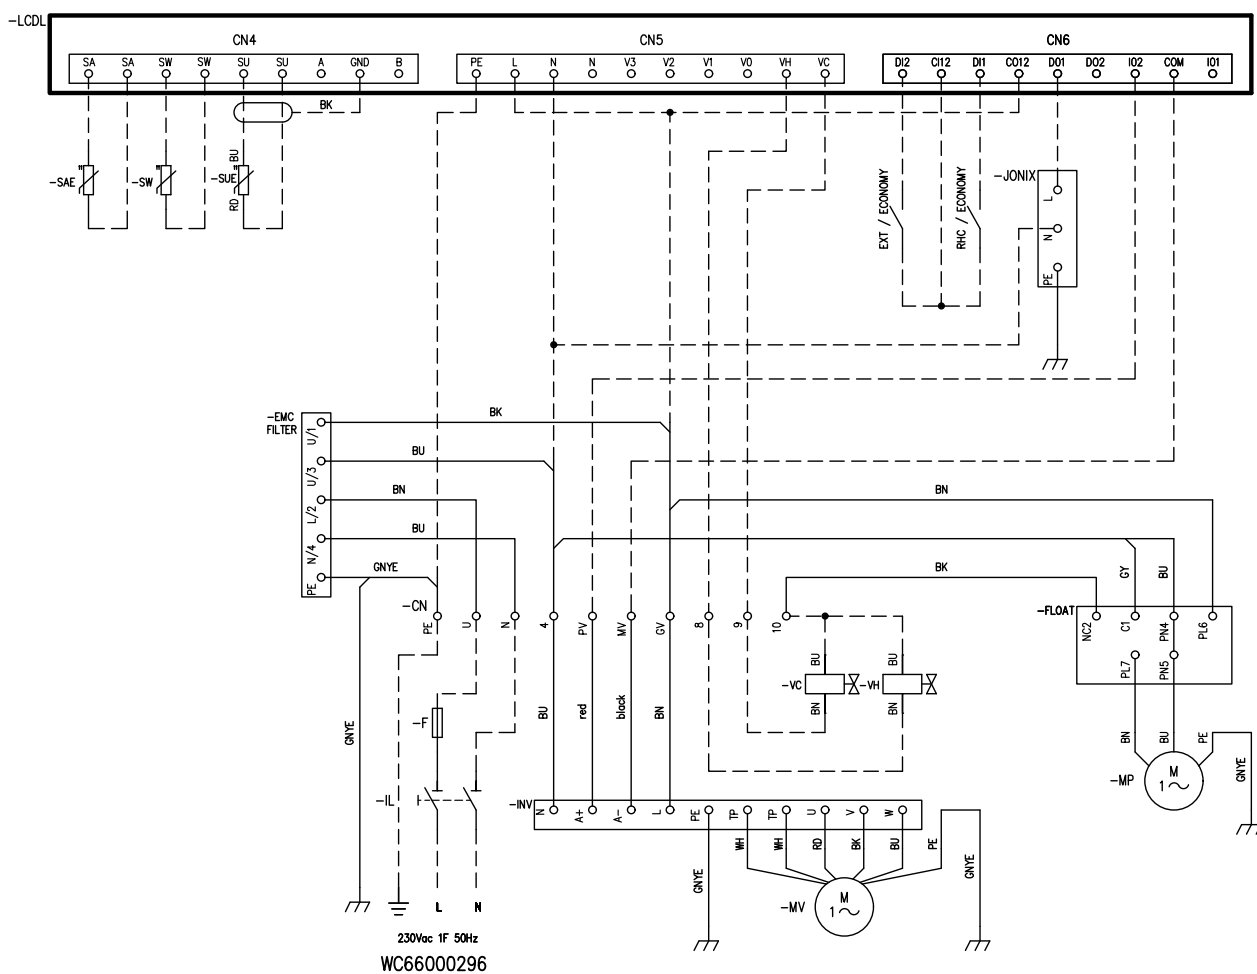 -LCDL
CN4 CN5 CN6
SA SA SW SW SU SU A GND B PE L N N V3 V2 V1 V0 VH VC DI2 CI12 DI1 CO12 DO1 DO2 IO2 COM IO1
BK
-SAE -SW -SUE BU RD
EXT / ECONOMY
RHC / ECONOMY
-JONIX
L
N
PE
-EMC
FILTER
U/1 BK
U/3 BU
L/2 BN BN
N/4 BU
PE GNYE
BK GY BU
-CN
PE U N 4 PV MV GV 8 9 10
-FLOAT
NC2 C1 PN4 PL6
PL7 PN5
BU BU
-VC -VH
BN BN
GNYE -F BU red black BN
BN BU PE
-MP M 1 GNYE
-IL
-INV N A+ A- L PE TP TP U V W
GNYE WH WH RD BK BU PE GNYE
-MV M 1
L N
230Vac 1F 50Hz
WC66000296